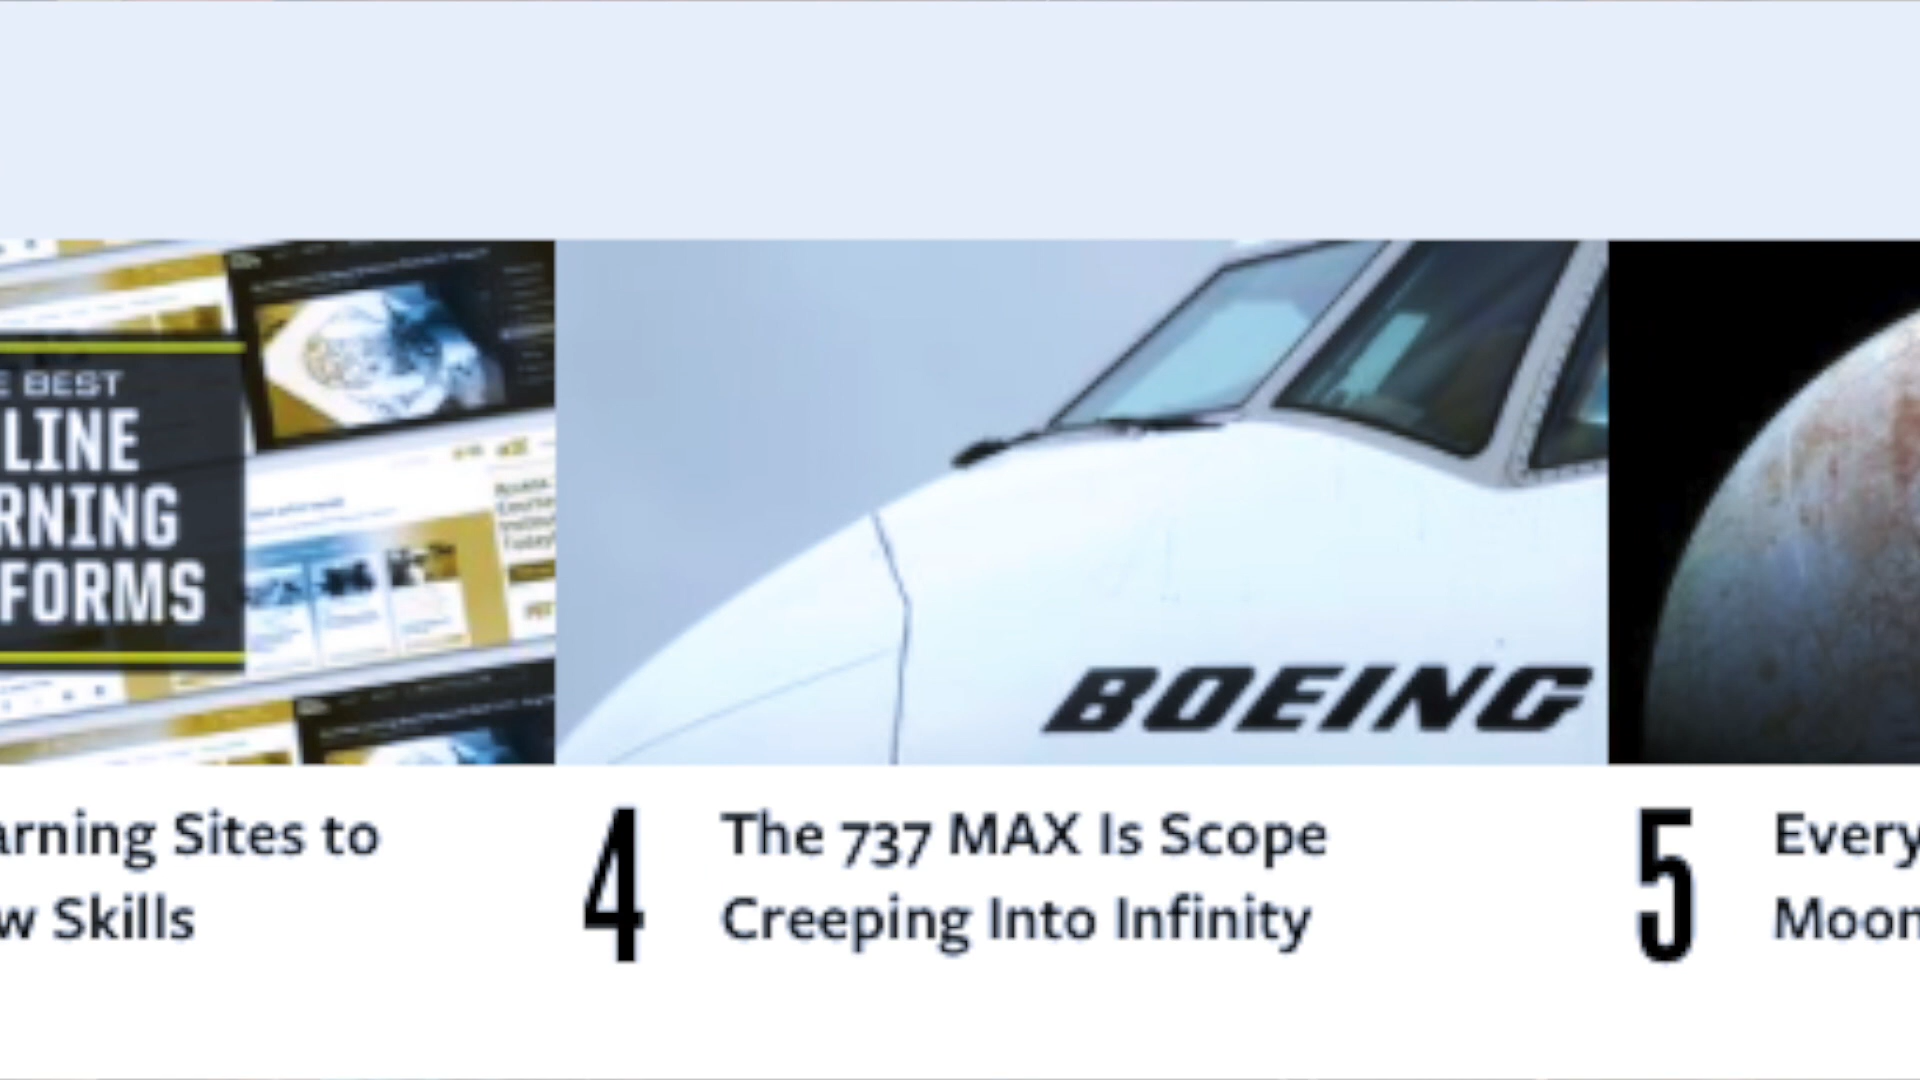 E BEST
LINE
RNING
FORMS
BOEING
arning Sites to
w Skills
4
The 737 MAX Is Scope
Creeping Into Infinity
5
Every
Moon